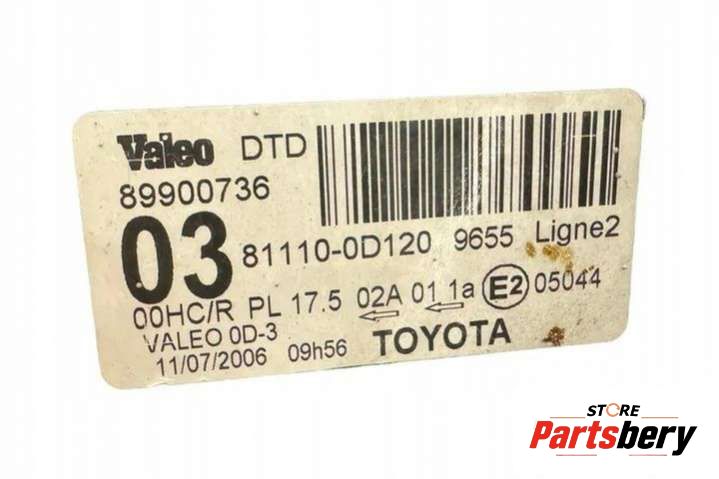 Valeo DTD
89900736
03 81110-0D120 9655 Ligne2
00HC/R PL 17.5 02A 01 1a E2 05044
VALEO 0D-3
11/07/2006 09h56 TOYOTA
STORE
Partsbery